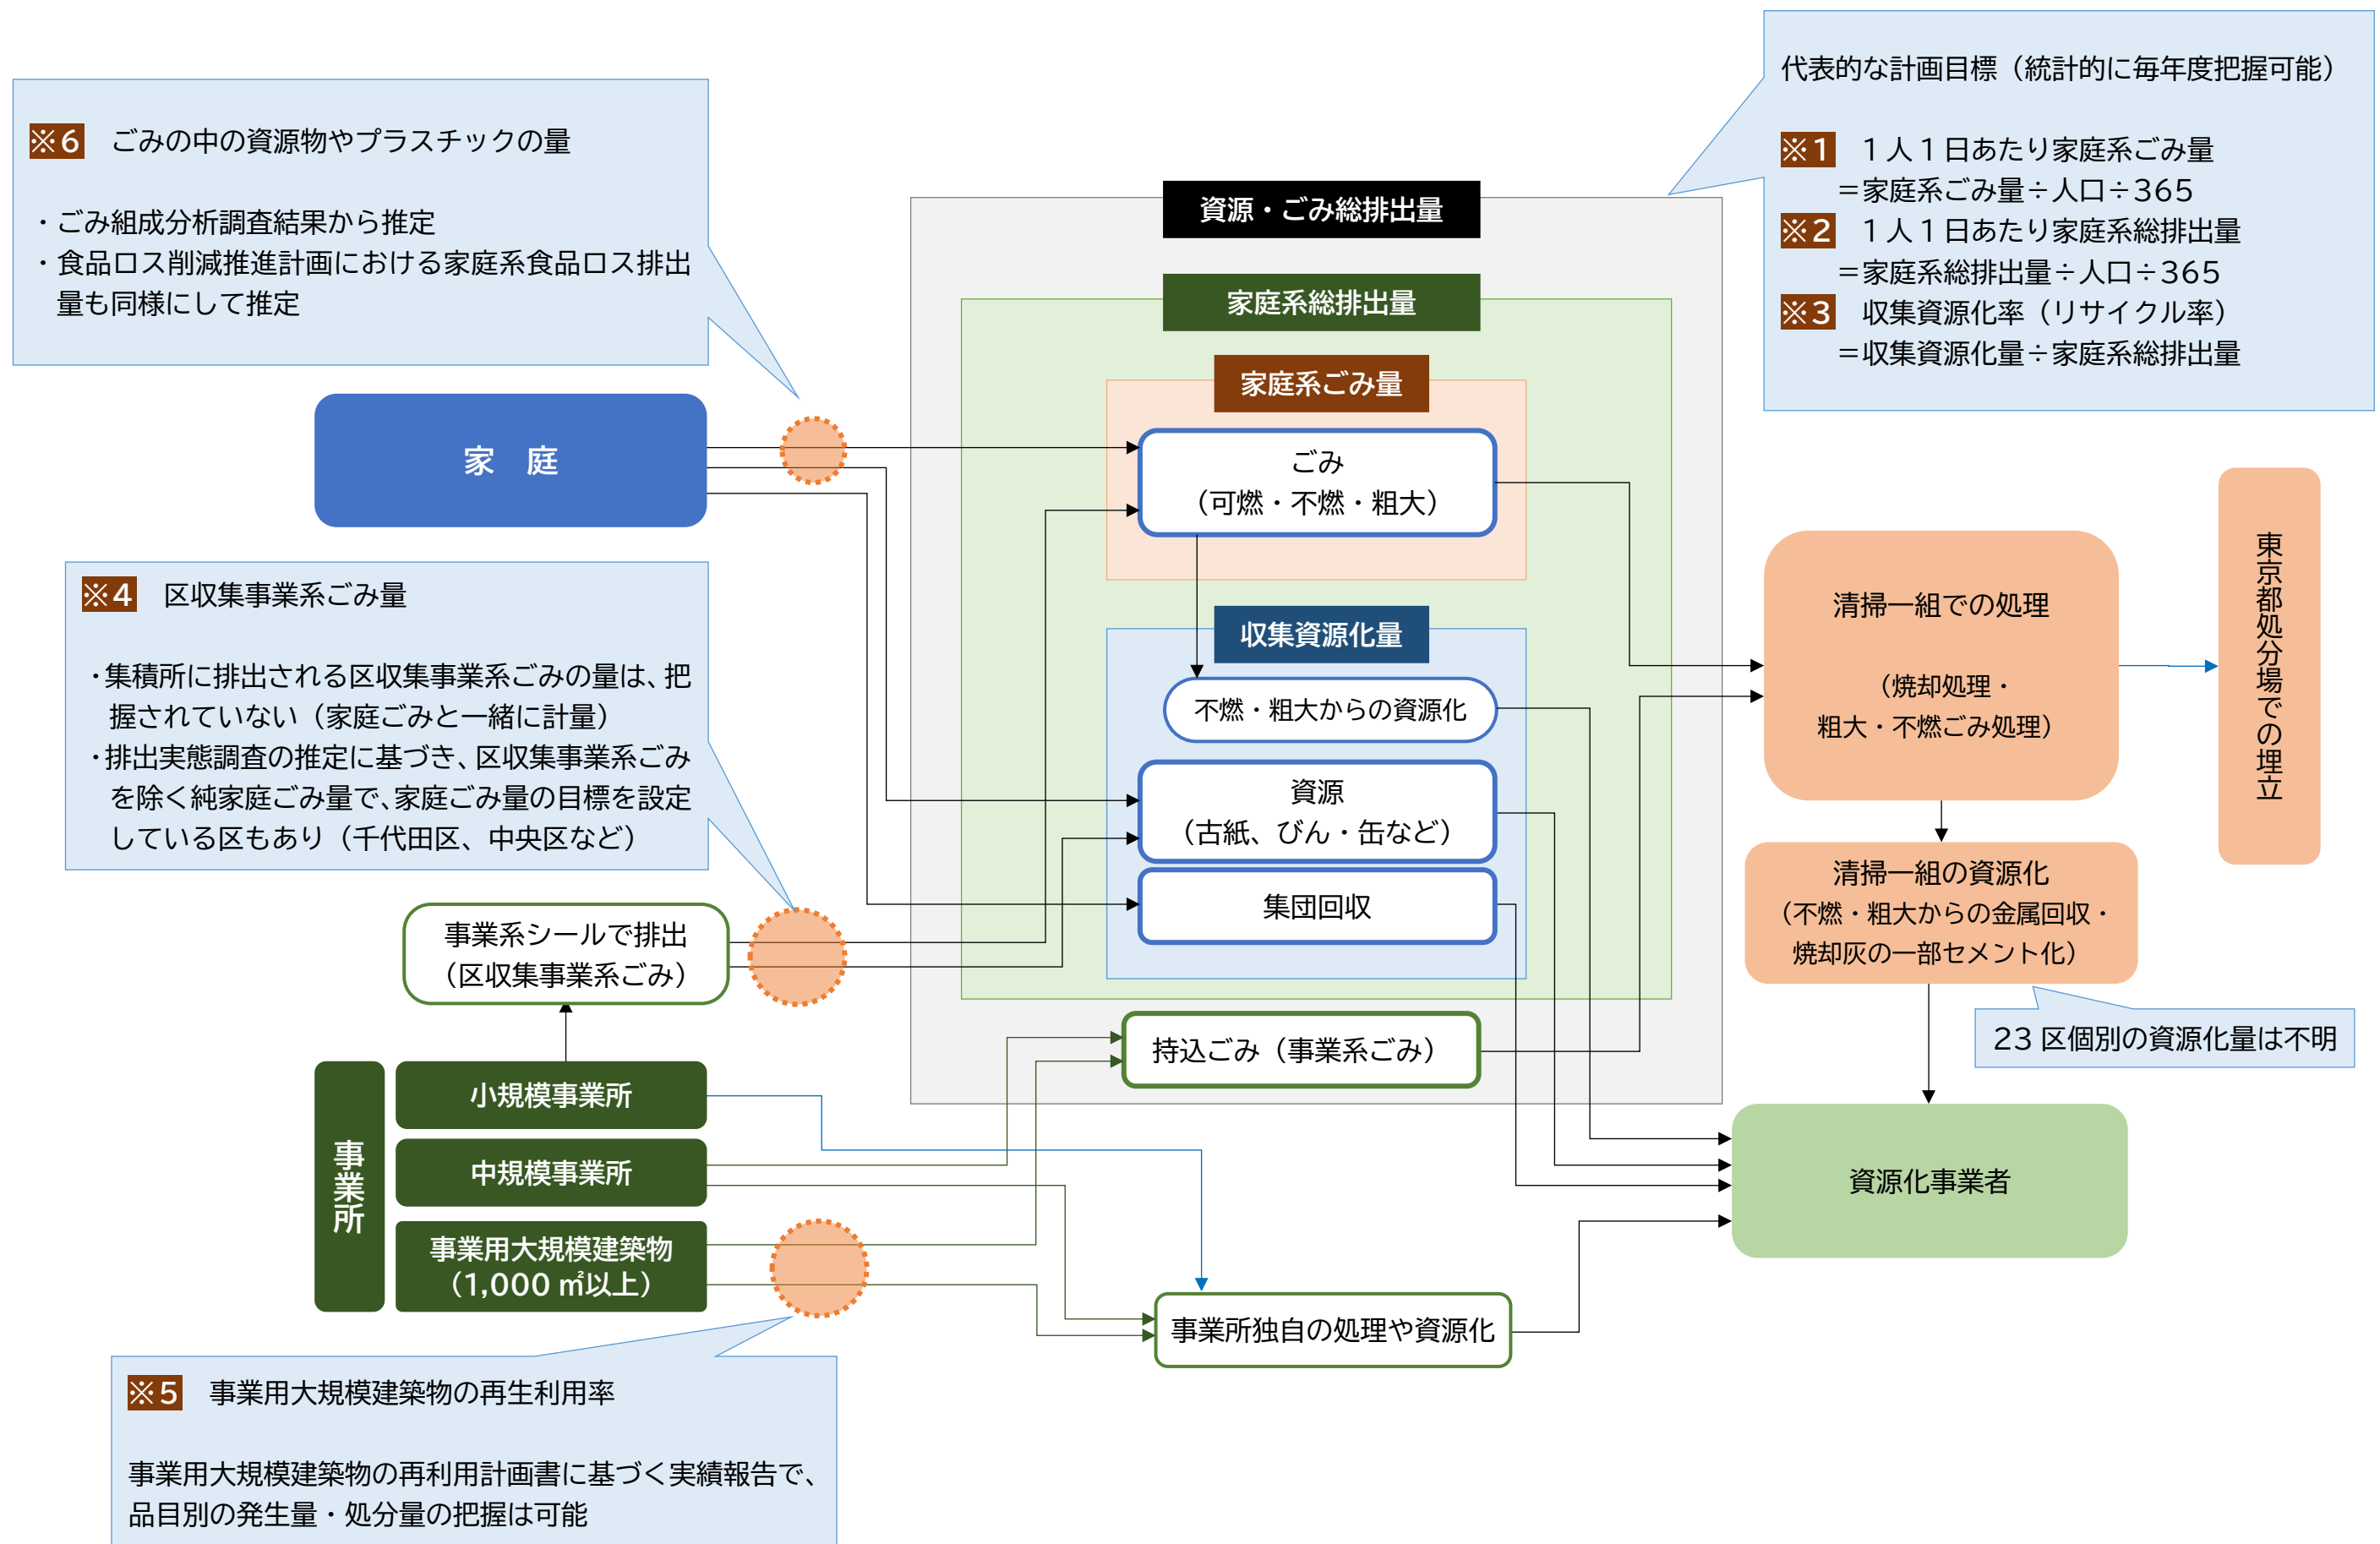 ※6　ごみの中の資源物やプラスチックの量
・ごみ組成分析調査結果から推定
・食品ロス削減推進計画における家庭系食品ロス排出
量も同様にして推定
代表的な計画目標（統計的に毎年度把握可能）
※1　1人1日あたり家庭系ごみ量
＝家庭系ごみ量÷人口÷365
※2　1人1日あたり家庭系総排出量
＝家庭系総排出量÷人口÷365
※3　収集資源化率（リサイクル率）
＝収集資源化量÷家庭系総排出量
資源・ごみ総排出量
家庭系総排出量
家庭系ごみ量
家　庭
ごみ
（可燃・不燃・粗大）
※4　区収集事業系ごみ量
・集積所に排出される区収集事業系ごみの量は、把
握されていない（家庭ごみと一緒に計量）
・排出実態調査の推定に基づき、区収集事業系ごみ
を除く純家庭ごみ量で、家庭ごみ量の目標を設定
している区もあり（千代田区、中央区など）
収集資源化量
不燃・粗大からの資源化
資源
（古紙、びん・缶など）
集団回収
清掃一組での処理
（焼却処理・
粗大・不燃ごみ処理）
東京都処分場での埋立
清掃一組の資源化
（不燃・粗大からの金属回収・
焼却灰の一部セメント化）
23区個別の資源化量は不明
事業系シールで排出
（区収集事業系ごみ）
持込ごみ（事業系ごみ）
事業所
小規模事業所
中規模事業所
事業用大規模建築物
（1,000㎡以上）
資源化事業者
事業所独自の処理や資源化
※5　事業用大規模建築物の再生利用率
事業用大規模建築物の再利用計画書に基づく実績報告で、
品目別の発生量・処分量の把握は可能